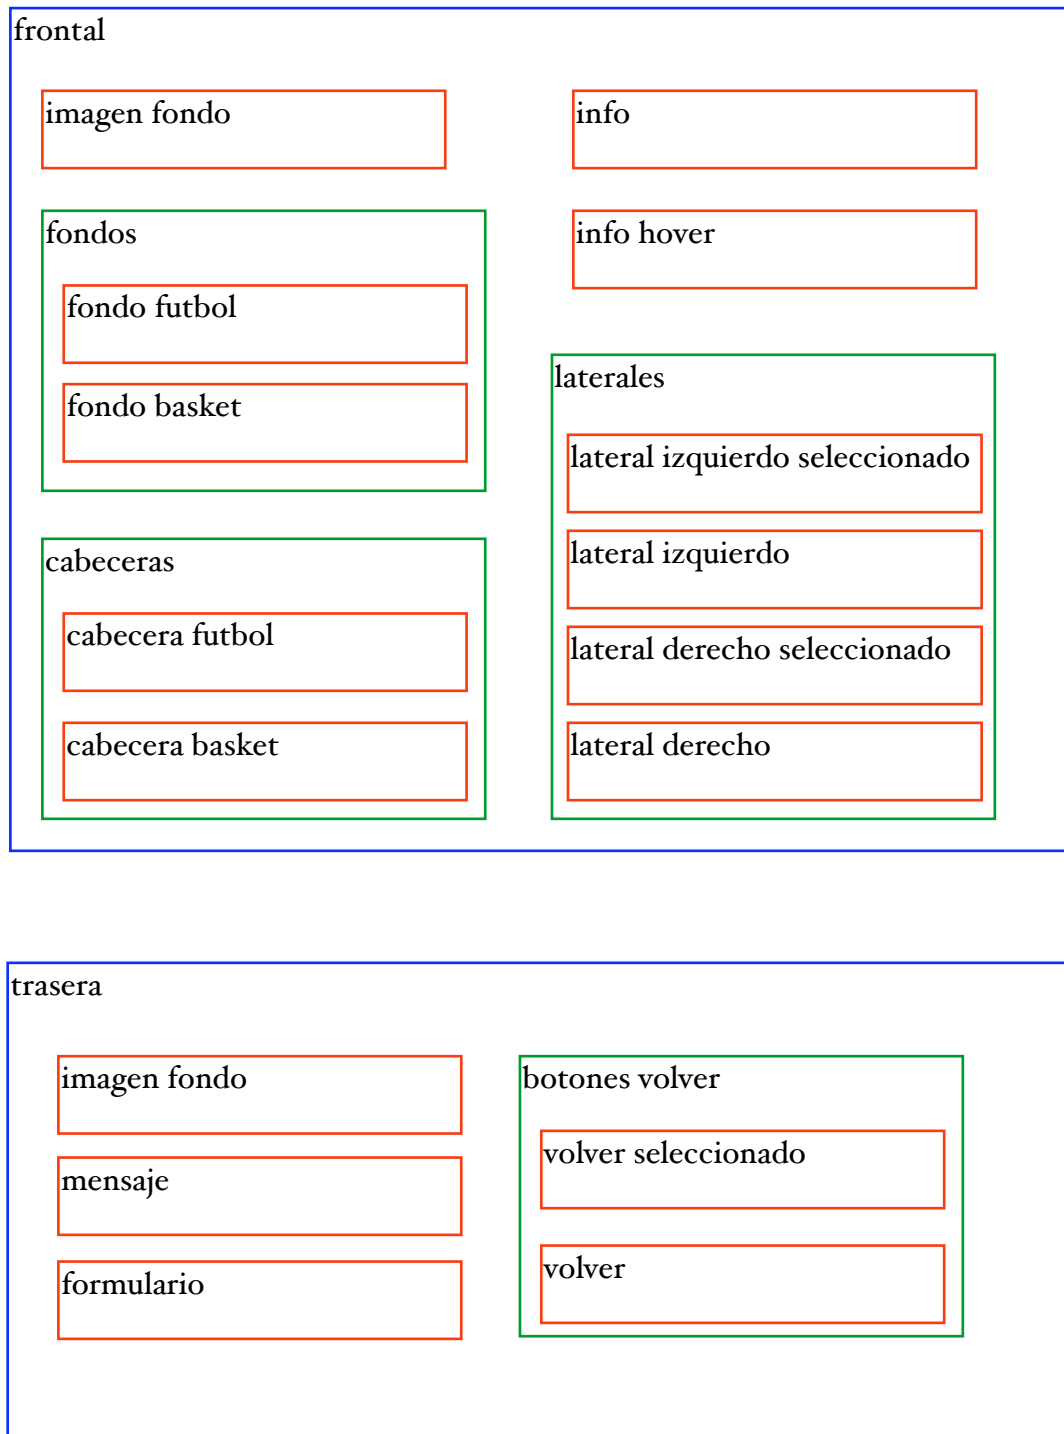 frontal
imagen fondo
info
fondos
info hover
fondo futbol
fondo basket
laterales
lateral izquierdo seleccionado
lateral izquierdo
cabeceras
cabecera futbol
lateral derecho seleccionado
cabecera basket
lateral derecho
trasera
imagen fondo
mensaje
formulario
botones volver
volver seleccionado
volver